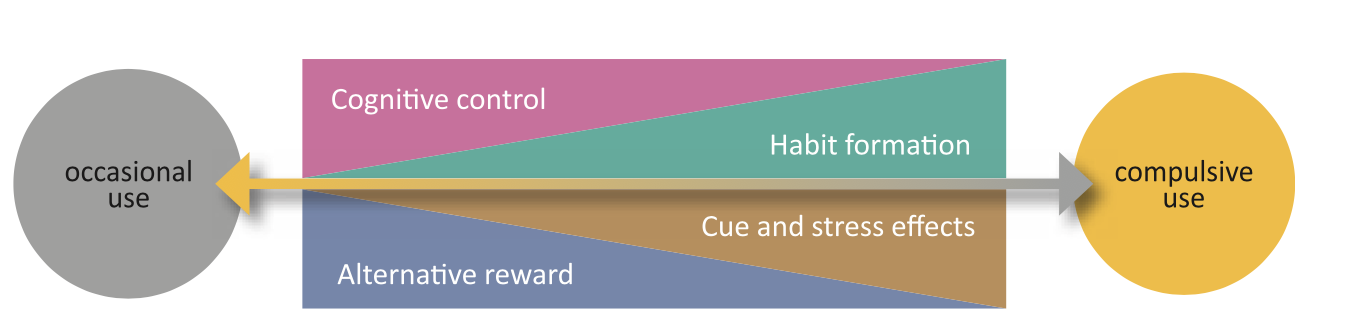 occasional
use
Cognitive control
Habit formation
Cue and stress effects
Alternative reward
compulsive
use